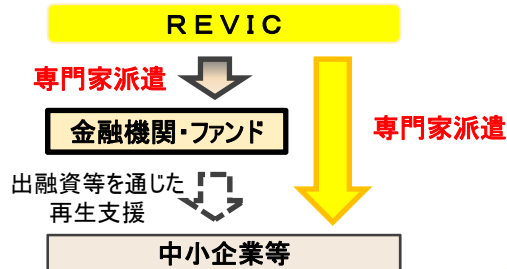 ＲＥＶＩＣ
専門家派遣
金融機関・ファンド
専門家派遣
出融資等を通じた
再生支援
中小企業等